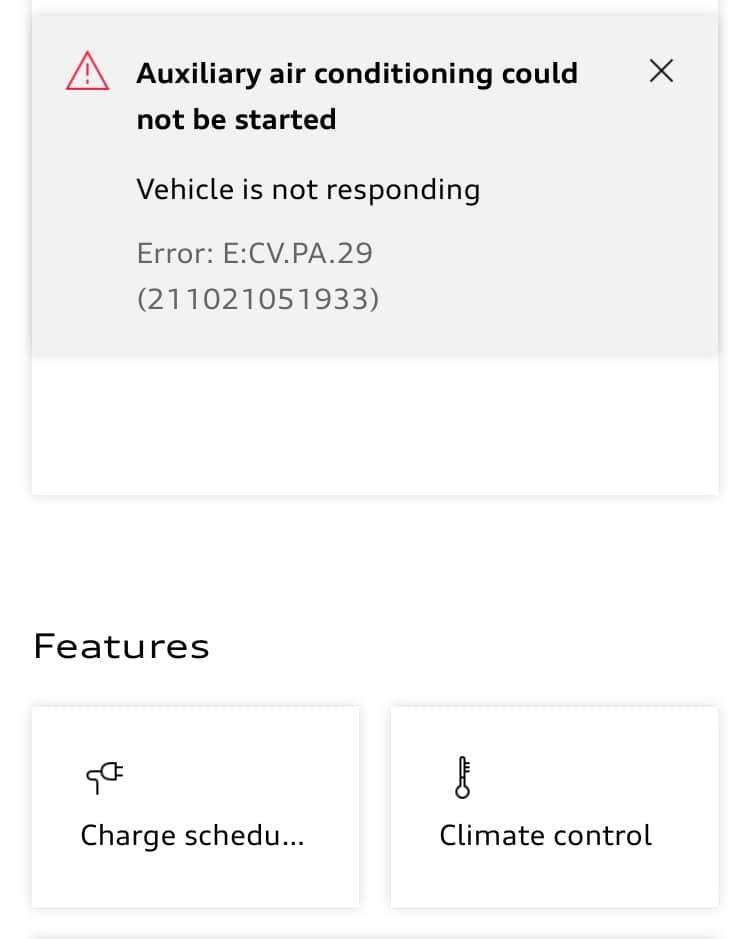 Auxiliary air conditioning could
not be started
Vehicle is not responding
Error: E:CV.PA.29
(211021051933)
Features
Charge schedu...
Climate control